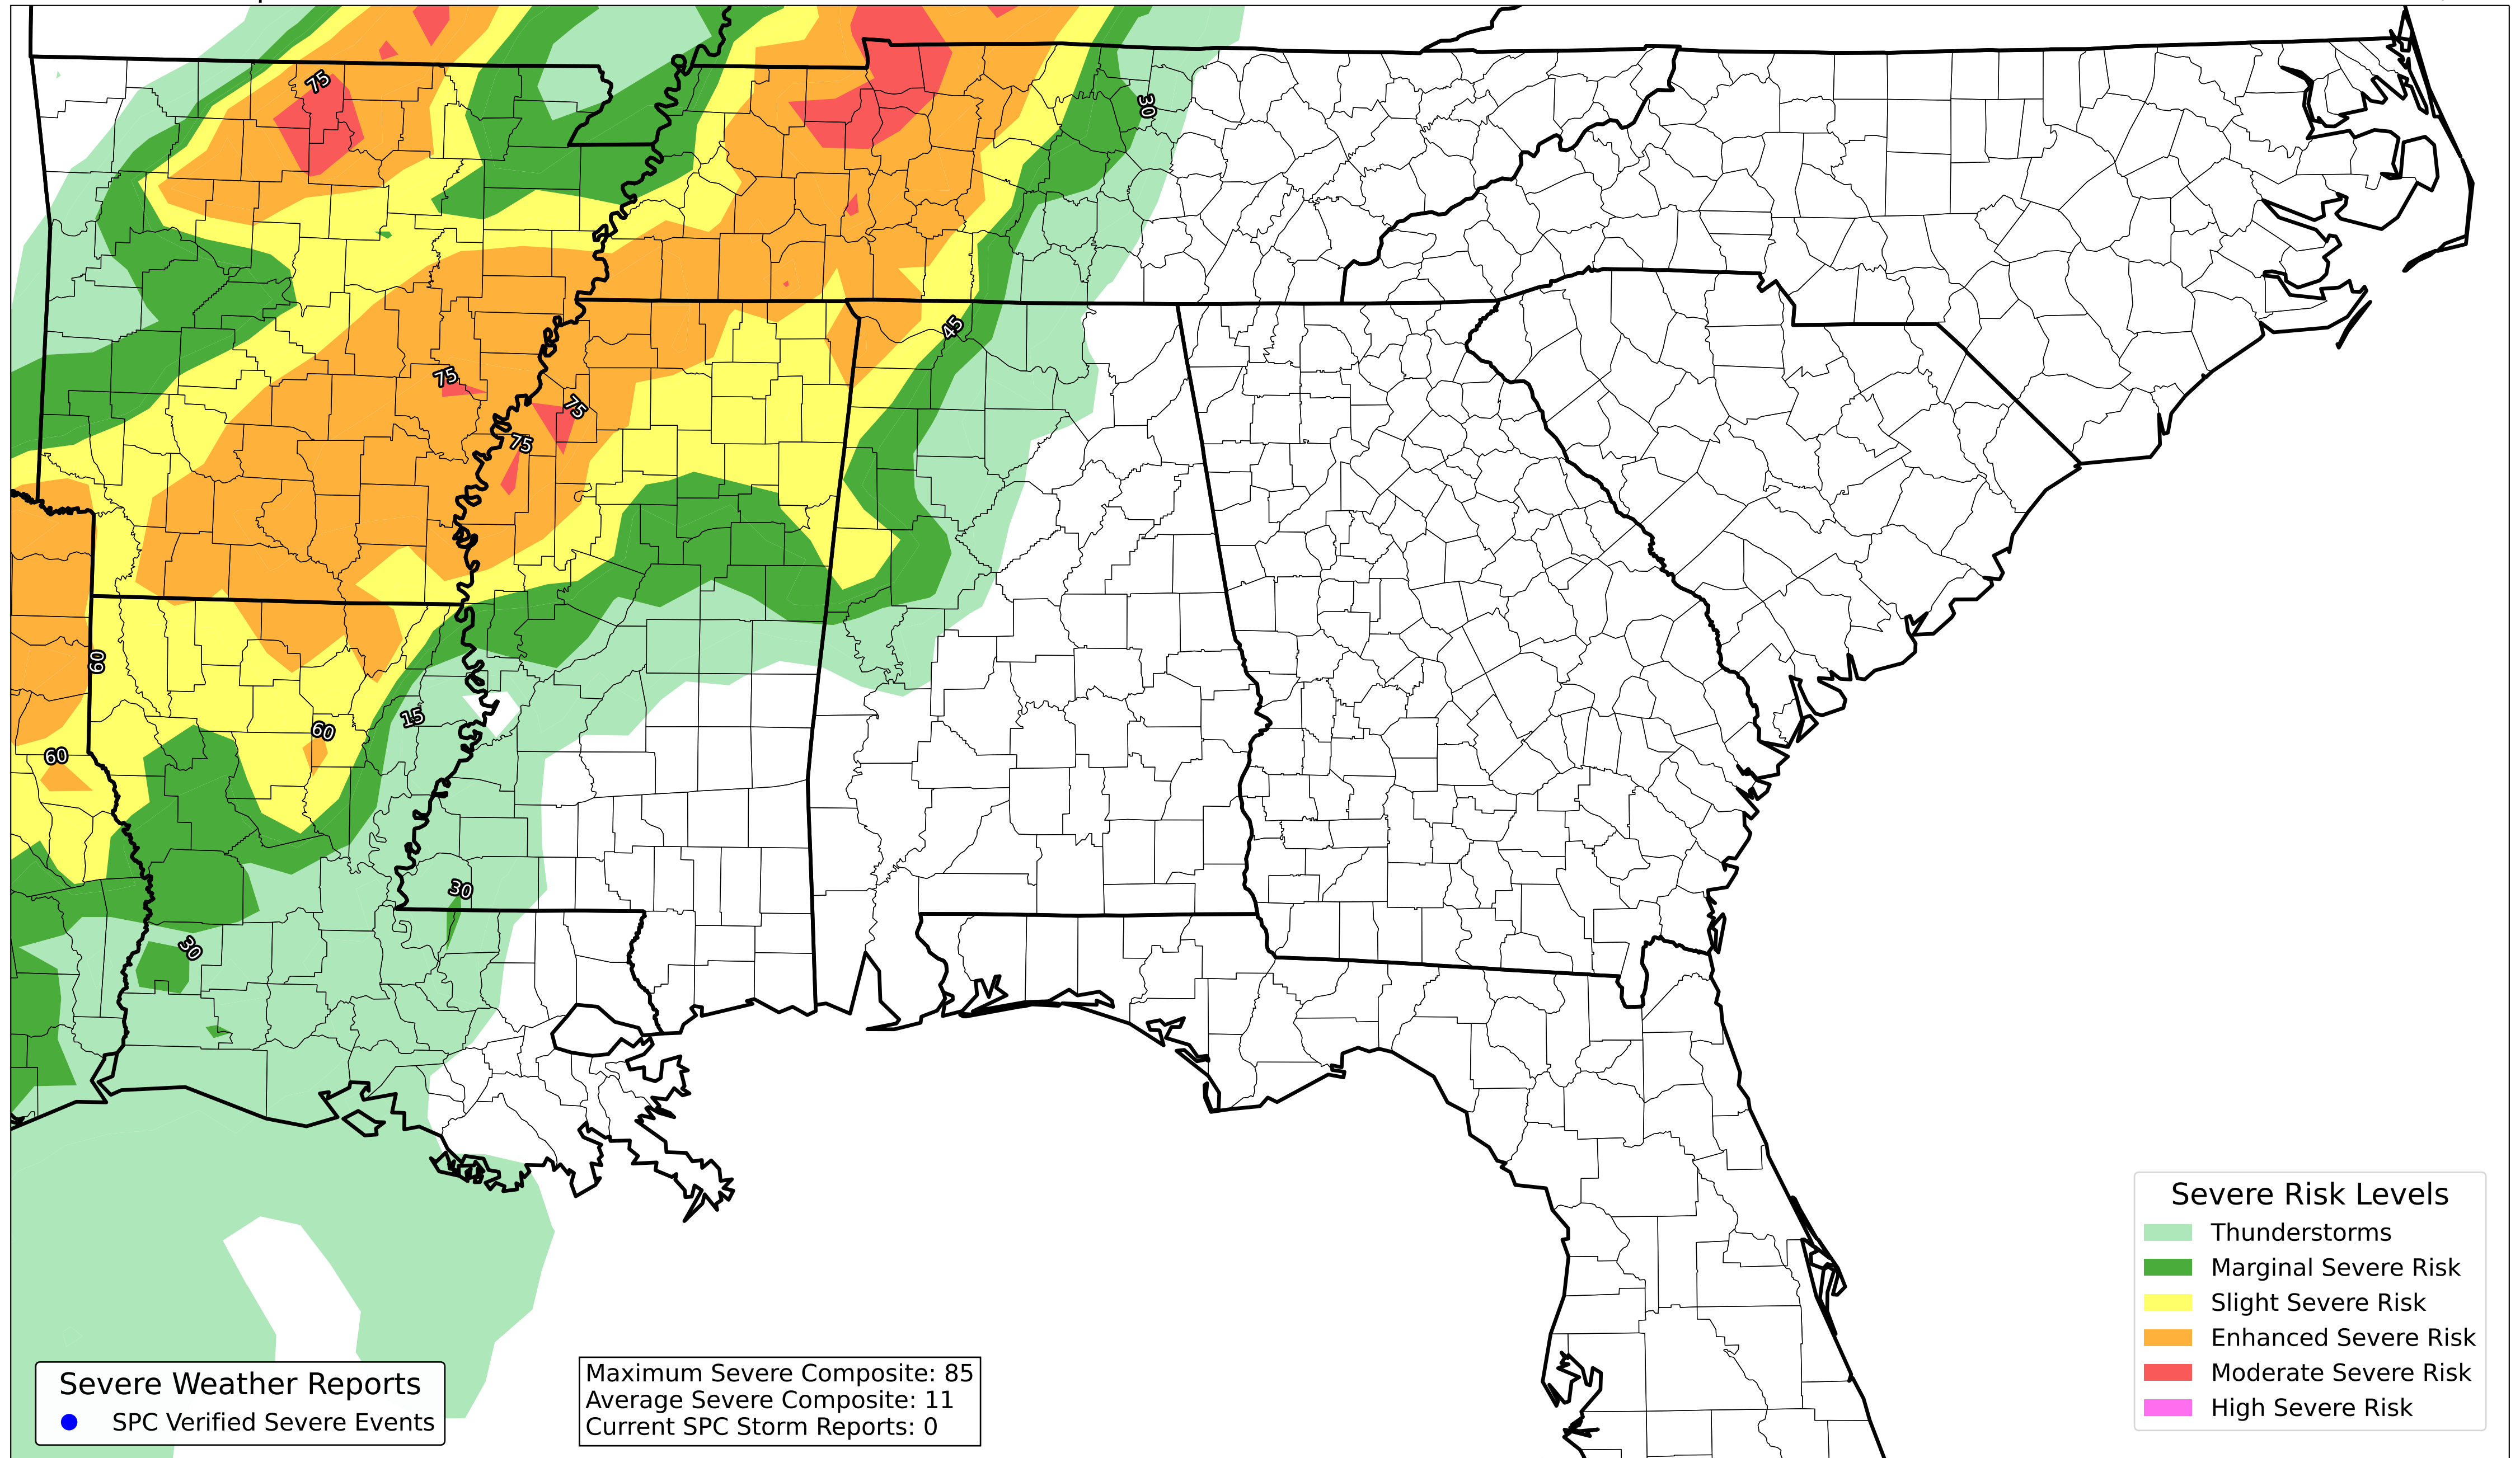 75
30
45
75
75
75
60
15
60
60
30
30
Severe Risk Levels
Thunderstorms
Marginal Severe Risk
Slight Severe Risk
Enhanced Severe Risk
Moderate Severe Risk
High Severe Risk
Severe Weather Reports
SPC Verified Severe Events
Maximum Severe Composite: 85
Average Severe Composite: 11
Current SPC Storm Reports: 0